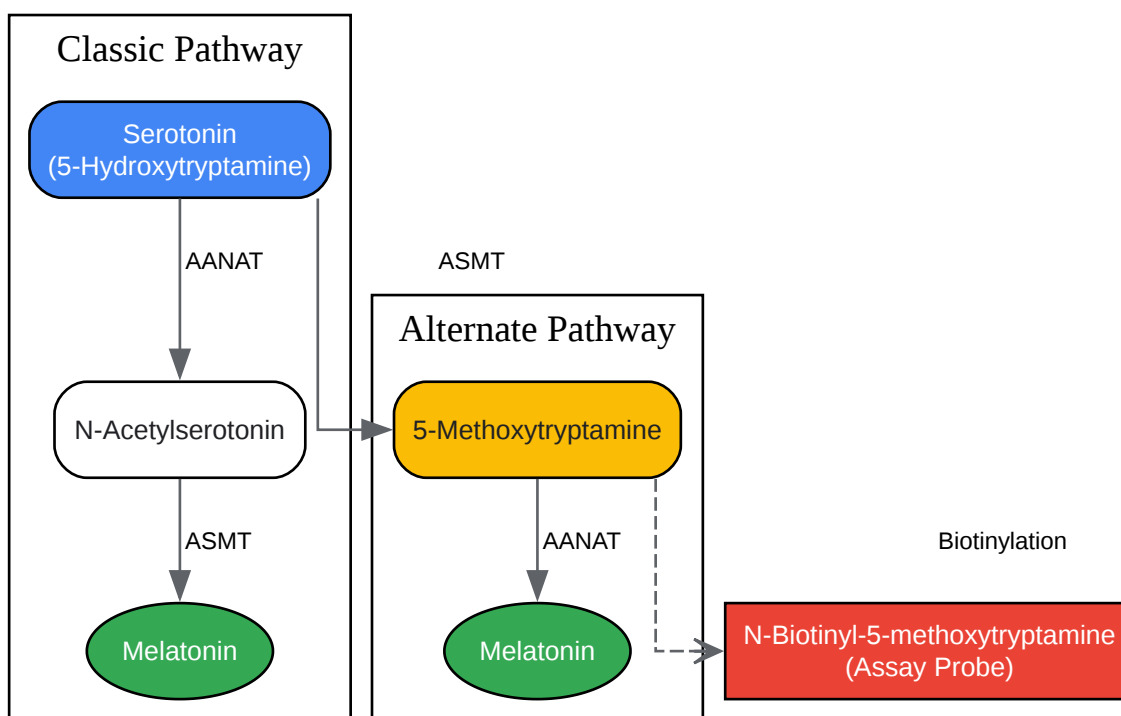 Classic Pathway
Serotonin
(5-Hydroxytryptamine)
AANAT
ASMT
Alternate Pathway
N-Acetylserotonin
5-Methoxytryptamine
ASMT
AANAT
Biotinylation
Melatonin
Melatonin
N-Biotinyl-5-methoxytryptamine
(Assay Probe)